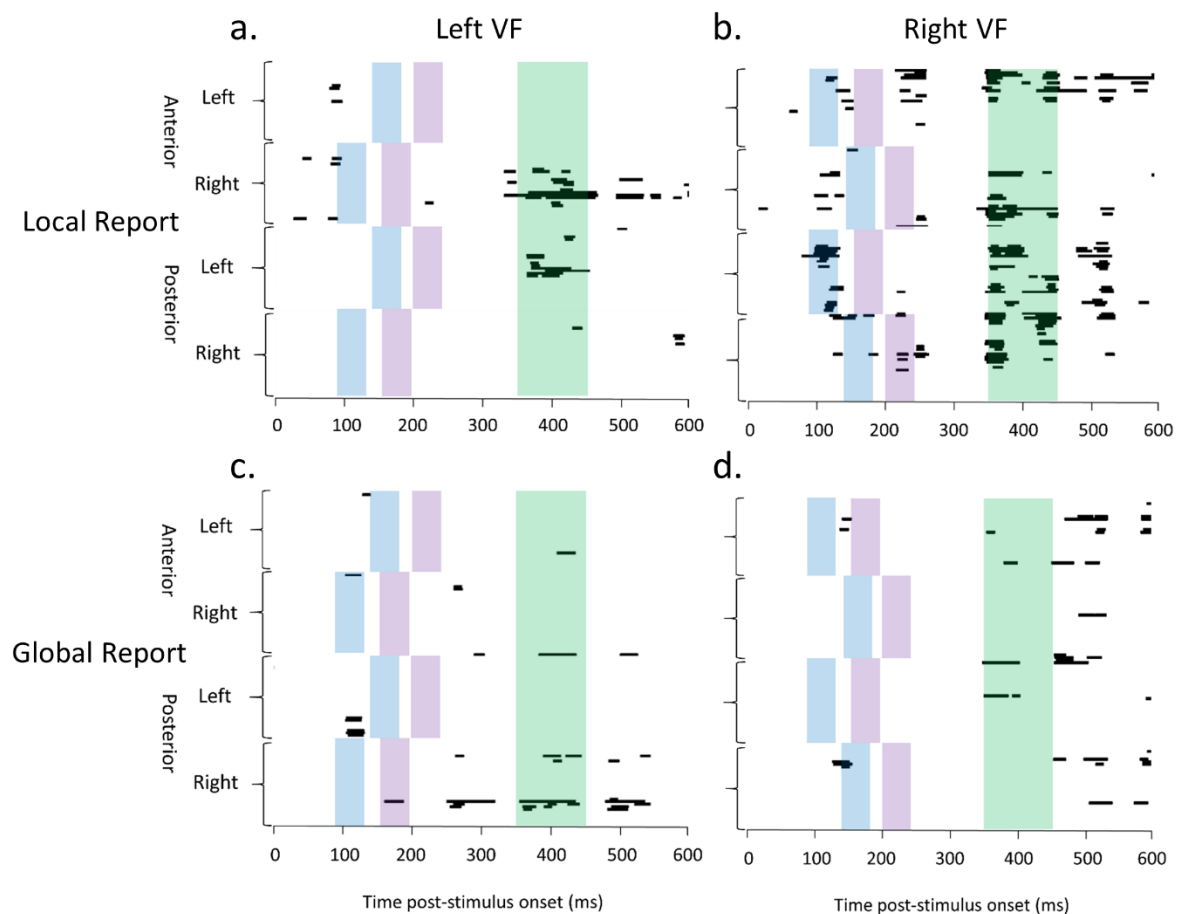 a. Left VF
b. Right VF
Local Report
Anterior
Left
Right
Posterior
Left
Right
0 100 200 300 400 500 600
0 100 200 300 400 500 600
c.
d.
Global Report
Anterior
Left
Right
Posterior
Left
Right
0 100 200 300 400 500 600
0 100 200 300 400 500 600
Time post-stimulus onset (ms)
Time post-stimulus onset (ms)